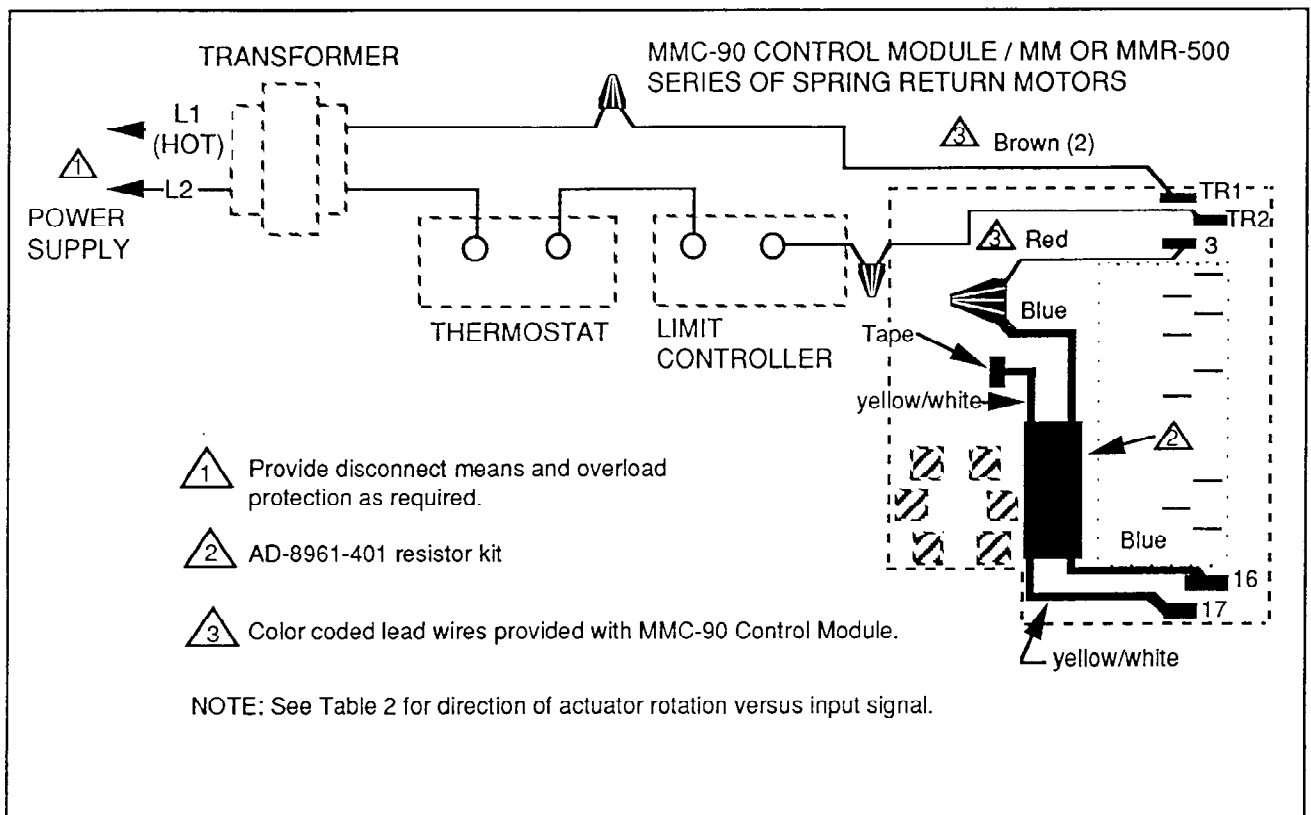 TRANSFORMER
MMC-90 CONTROL MODULE / MM OR MMR-500
SERIES OF SPRING RETURN MOTORS
L1
(HOT)
1
L2
POWER
SUPPLY
3 Brown (2)
TR1
TR2
3 Red
3
THERMOSTAT
LIMIT
CONTROLLER
Blue
Tape
yellow/white
2
Blue
16
17
yellow/white
1 Provide disconnect means and overload
protection as required.
2 AD-8961-401 resistor kit
3 Color coded lead wires provided with MMC-90 Control Module.
NOTE: See Table 2 for direction of actuator rotation versus input signal.